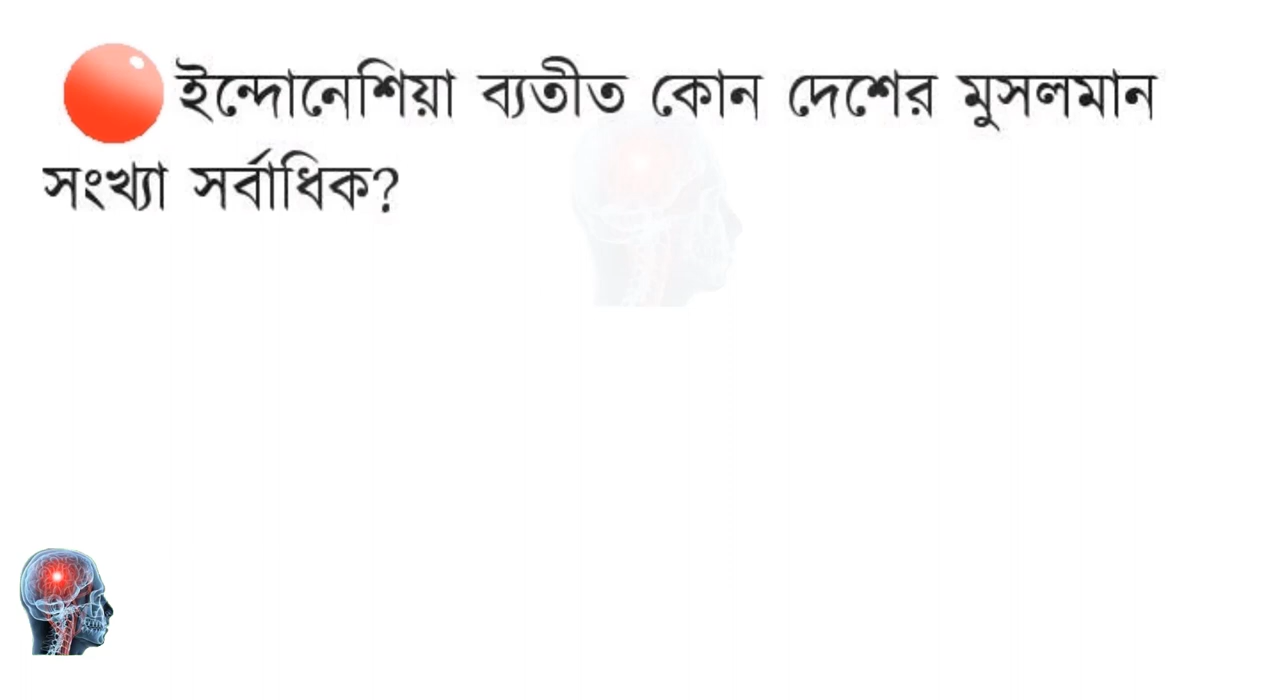 ইন্দোনেশিয়া ব্যতীত কোন দেশের মুসলমান
সংখ্যা সর্বাধিক?